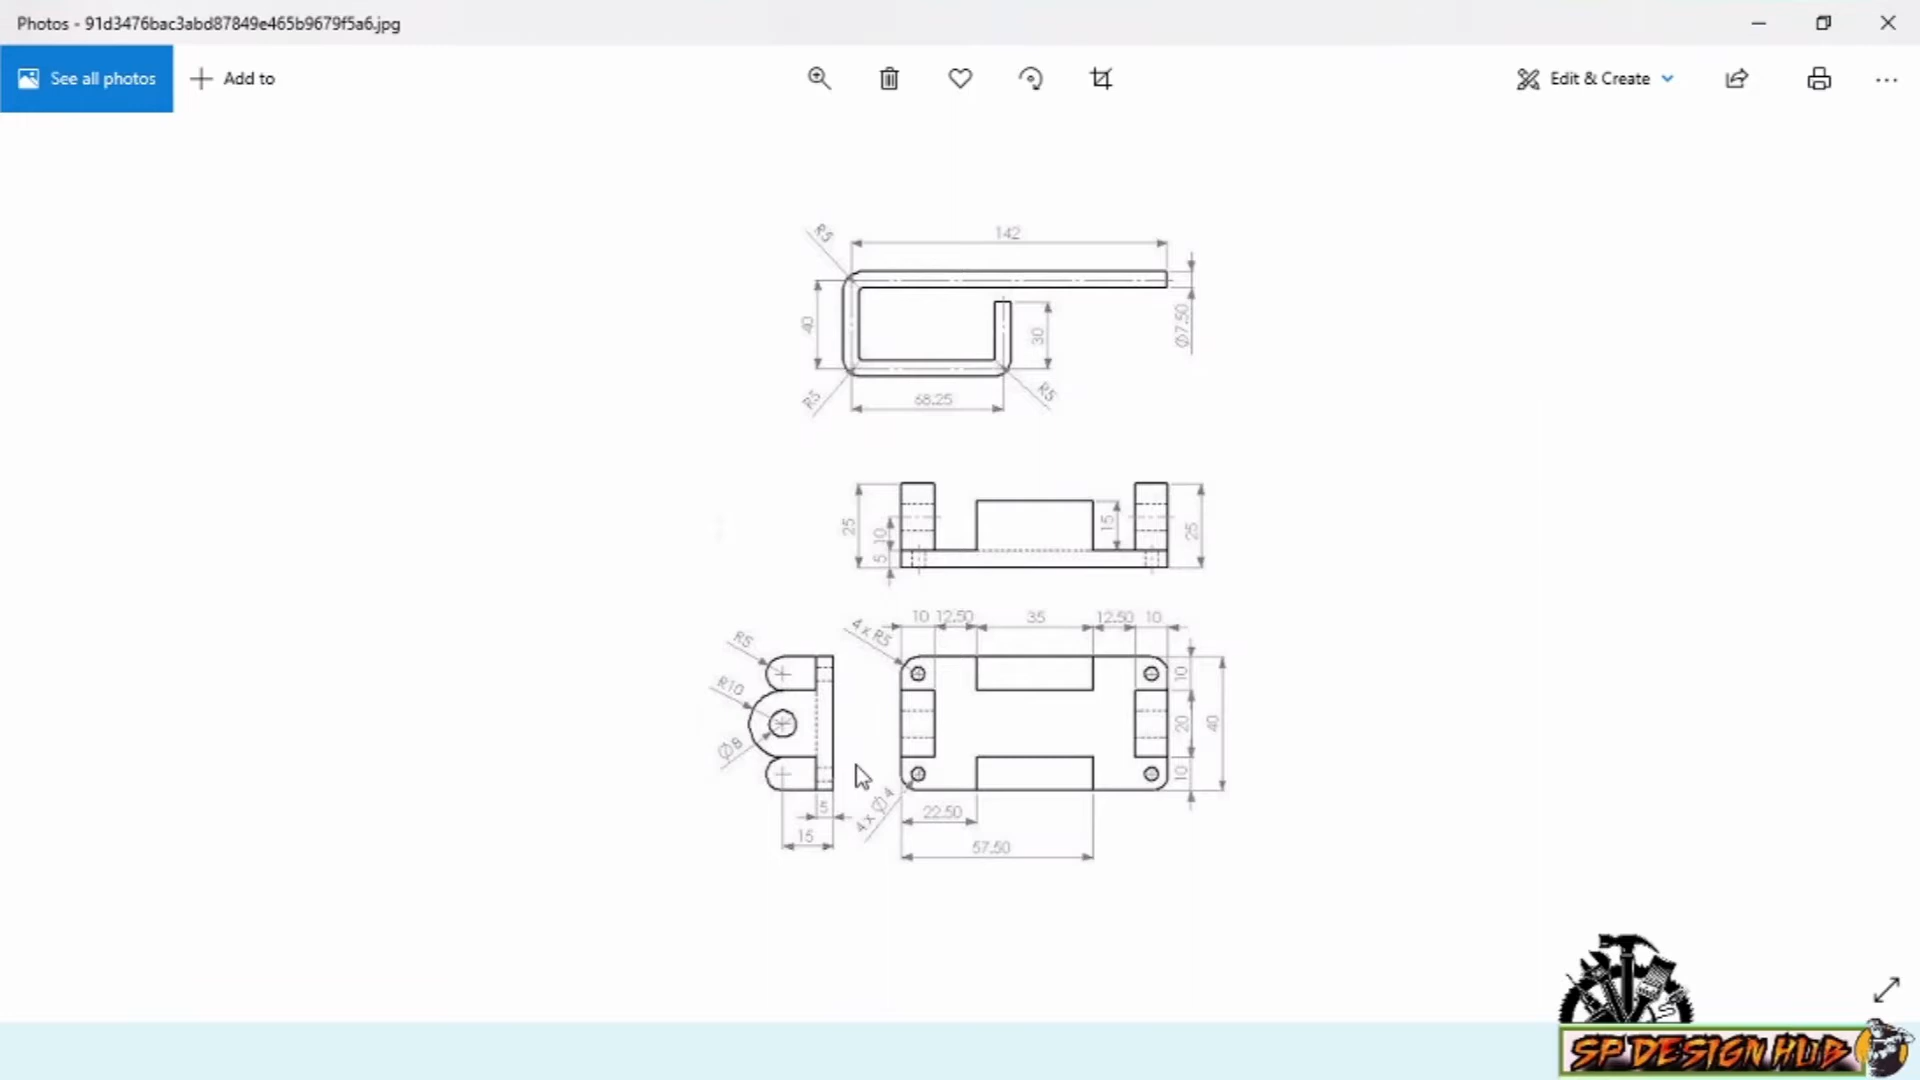 Photos - 91d3476bac3abd87849e465b9679f5a6.jpg
See all photos
Add to
Edit & Create
R5
142
40
30
Ø7.50
R5
68.25
R5
25
10
5
15
25
10 12.50 35 12.50 10
4 x R5
R5
R10
Ø8
10
20
40
10
5
15
4 x Ø4
22.50
57.50
SP DESIGN HUB